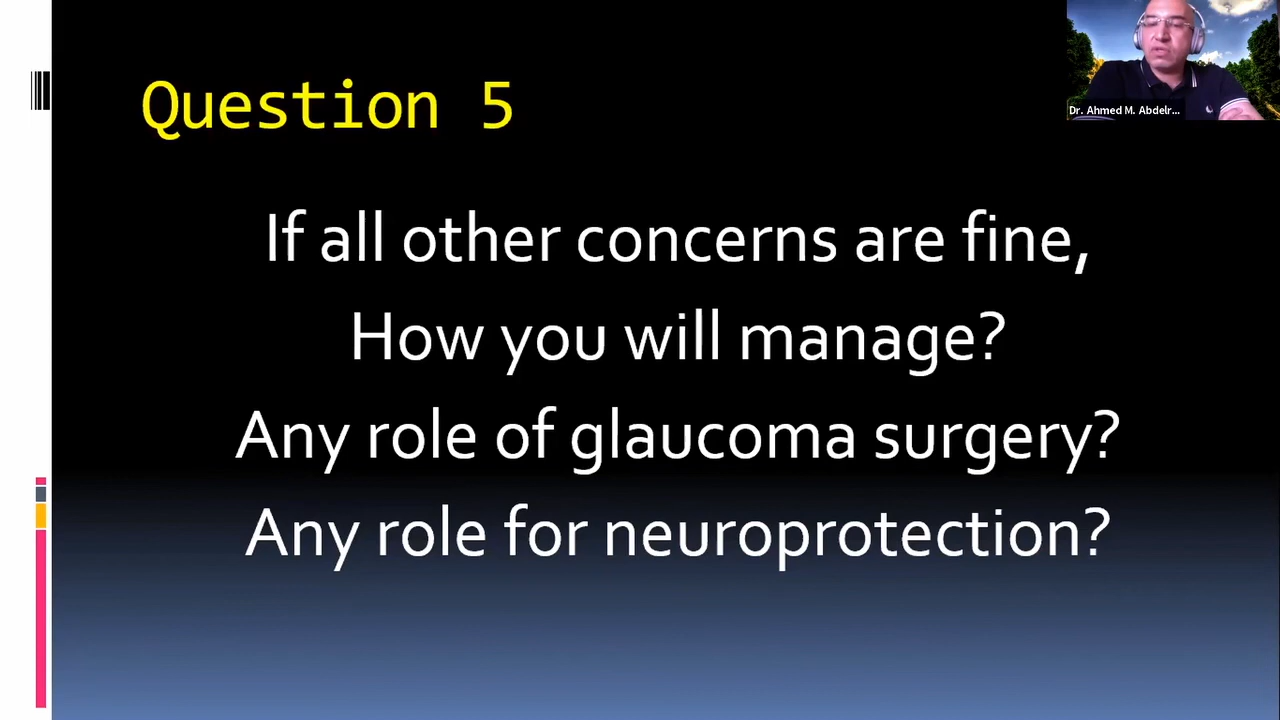 Question 5
If all other concerns are fine,
How you will manage?
Any role of glaucoma surgery?
Any role for neuroprotection?
Dr. Ahmed M. Abdelr...